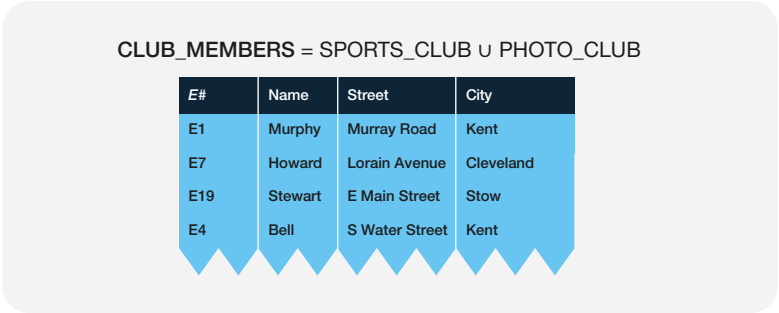 CLUB_MEMBERS = SPORTS_CLUB ∪ PHOTO_CLUB
E# Name Street City
E1 Murphy Murray Road Kent
E7 Howard Lorain Avenue Cleveland
E19 Stewart E Main Street Stow
E4 Bell S Water Street Kent